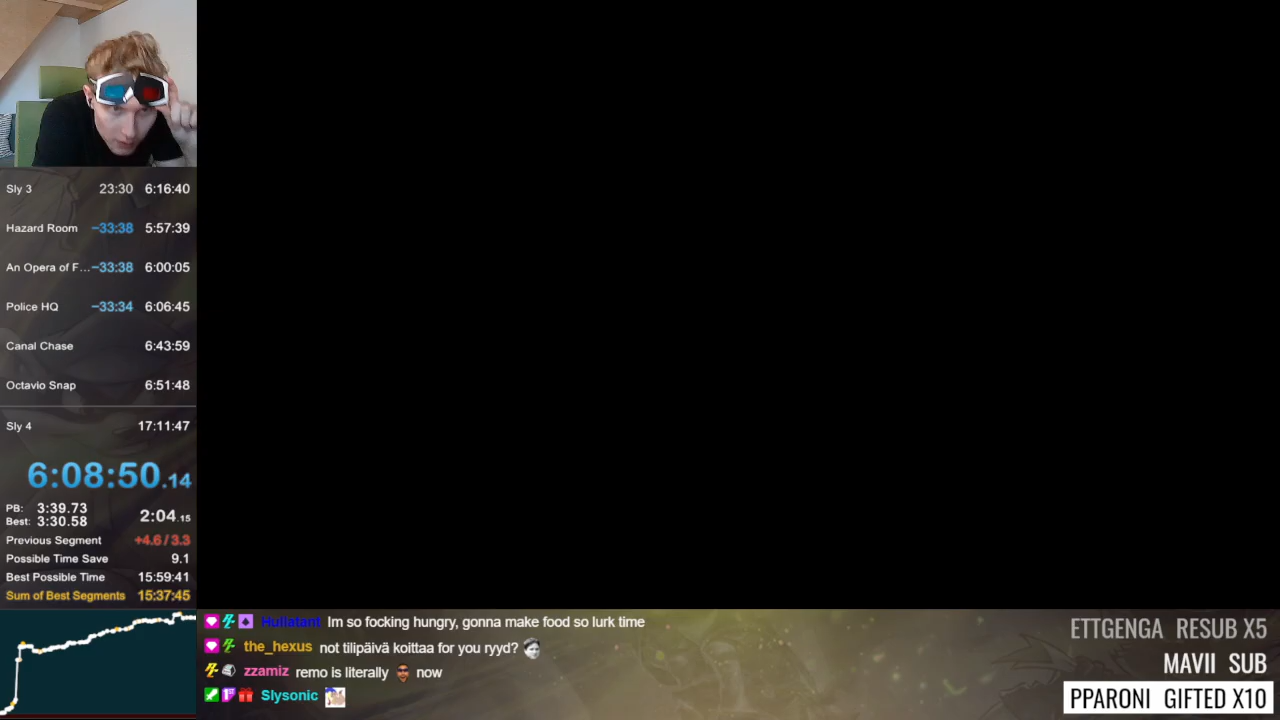 Sly 3 23:30 6:16:40
Hazard Room −33:38 5:57:39
An Opera of F... −33:38 6:00:05
Police HQ −33:34 6:06:45
Canal Chase 6:43:59
Octavio Snap 6:51:48
Sly 4 17:11:47
6:08:50.14
PB: 3:39.73
Best: 3:30.58 2:04.15
Previous Segment +4.6 / 3.3
Possible Time Save 9.1
Best Possible Time 15:59:41
Sum of Best Segments 15:37:45
Hullatant Im so focking hungry, gonna make food so lurk time
the_hexus not tilipäivä koittaa for you ryyd?
zzamiz remo is literally now
Slysonic
ETTGENGA RESUB X5
MAVII SUB
PPARONI GIFTED X10